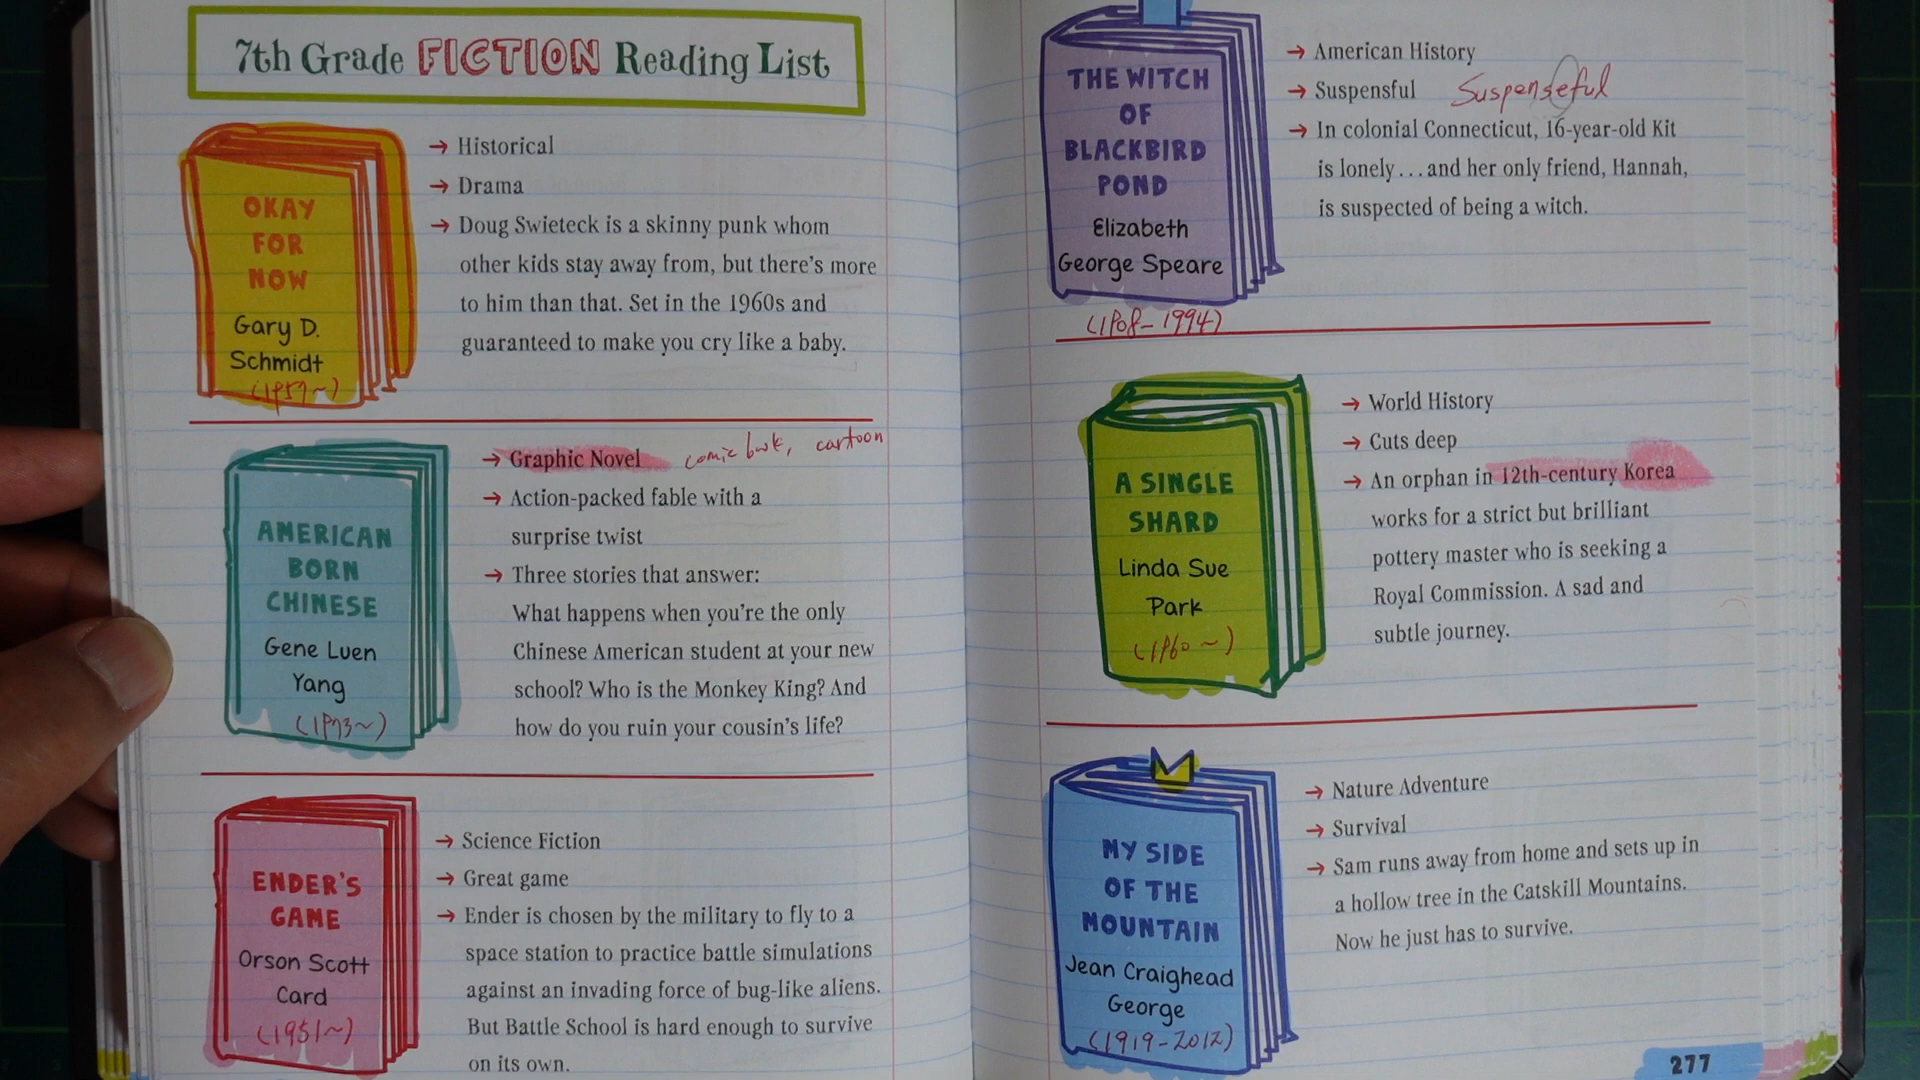 7th Grade FICTION Reading List
OKAY
FOR
NOW
Gary D.
Schmidt
(1957~)
→ Historical
→ Drama
→ Doug Swieteck is a skinny punk whom
other kids stay away from, but there's more
to him than that. Set in the 1960s and
guaranteed to make you cry like a baby.
AMERICAN
BORN
CHINESE
Gene Luen
Yang
(1973~)
→ Graphic Novel comic book, cartoon
→ Action-packed fable with a
surprise twist
→ Three stories that answer:
What happens when you're the only
Chinese American student at your new
school? Who is the Monkey King? And
how do you ruin your cousin's life?
ENDER'S
GAME
Orson Scott
Card
(1951~)
→ Science Fiction
→ Great game
→ Ender is chosen by the military to fly to a
space station to practice battle simulations
against an invading force of bug-like aliens.
But Battle School is hard enough to survive
on its own.
THE WITCH
OF
BLACKBIRD
POND
Elizabeth
George Speare
(1908-1994)
→ American History
→ Suspensful Suspenseful
→ In colonial Connecticut, 16-year-old Kit
is lonely...and her only friend, Hannah,
is suspected of being a witch.
A SINGLE
SHARD
Linda Sue
Park
(1960~)
→ World History
→ Cuts deep
→ An orphan in 12th-century Korea
works for a strict but brilliant
pottery master who is seeking a
Royal Commission. A sad and
subtle journey.
MY SIDE
OF THE
MOUNTAIN
Jean Craighead
George
(1919-2012)
→ Nature Adventure
→ Survival
→ Sam runs away from home and sets up in
a hollow tree in the Catskill Mountains.
Now he just has to survive.
277